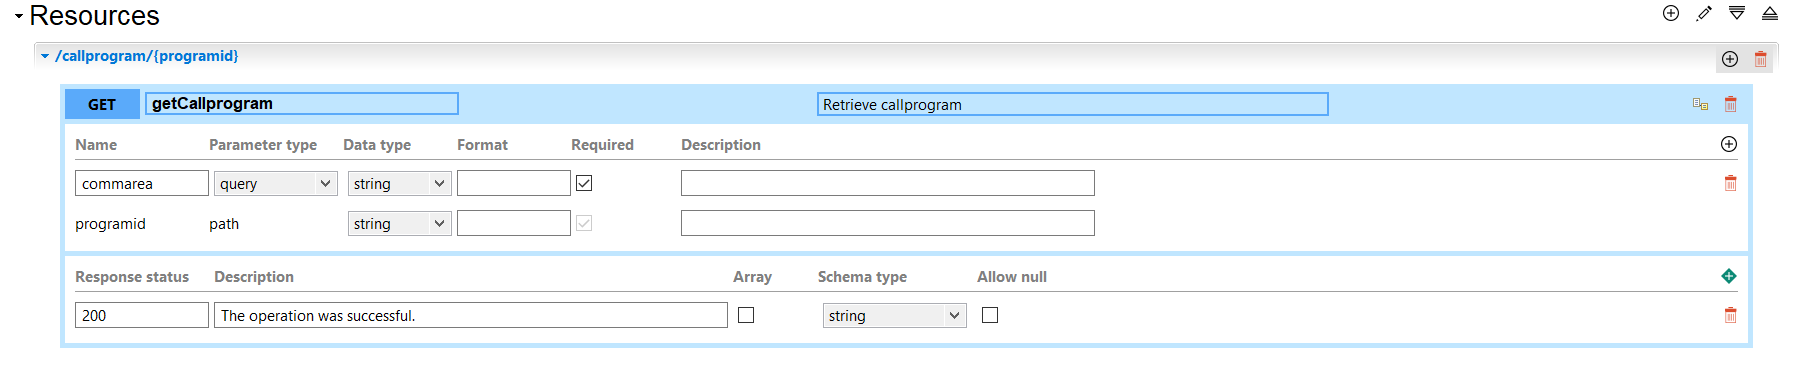 Resources
/callprogram/{programid}
GET getCallprogram Retrieve callprogram
Name Parameter type Data type Format Required Description
commarea query string
programid path string
Response status Description Array Schema type Allow null
200 The operation was successful. string